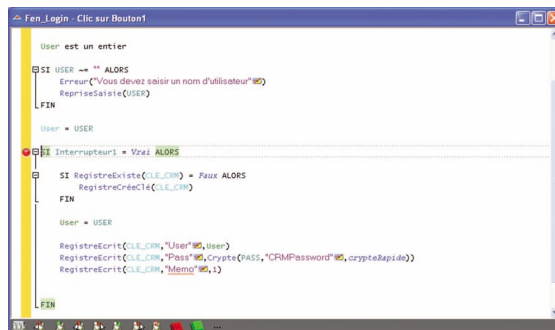 Fen_Login - Clic sur Bouton1
User est un entier
SI USER ~= "" ALORS
Erreur("Vous devez saisir un nom d'utilisateur")
RepriseSaisie(USER)
FIN
User = USER
SI Interrupteur1 = Vrai ALORS
SI RegistreExiste(CLE_CRM) = Faux ALORS
RegistreCréeClé(CLE_CRM)
FIN
User = USER
RegistreEcrit(CLE_CRM,"User",User)
RegistreEcrit(CLE_CRM,"Pass",Crypte(PASS,"CRMPassword",crypteRapide))
RegistreEcrit(CLE_CRM,"Memo",1)
FIN
...